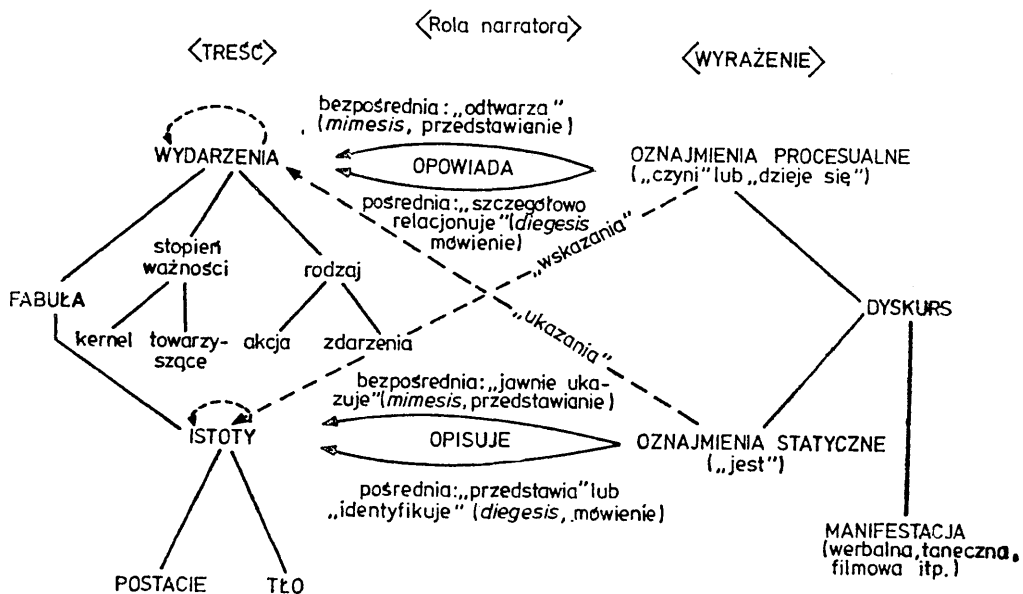 <Rola narratora>
<TREŚĆ>
<WYRAŻENIE>
bezpośrednia: „odtwarza”
(mimesis, przedstawianie)
WYDARZENIA
OPOWIADA
OZNAJMIENIA PROCESUALNE
(„czyni” lub „dzieje się”)
pośrednia: „szczegółowo
relacjonuje” (diegesis
mówienie)
„wskazania”
stopień
ważności
rodzaj
FABUŁA
DYSKURS
„ukazania”
kernel
towarzy-
szące
akcja
zdarzenia
bezpośrednia: „jawnie uka-
zuje” (mimesis, przedstawianie)
ISTOTY
OPISUJE
OZNAJMIENIA STATYCZNE
(„jest”)
pośrednia: „przedstawia” lub
„identyfikuje” (diegesis, mówienie)
MANIFESTACJA
(werbalna, taneczna,
filmowa itp.)
POSTACIE
TŁO